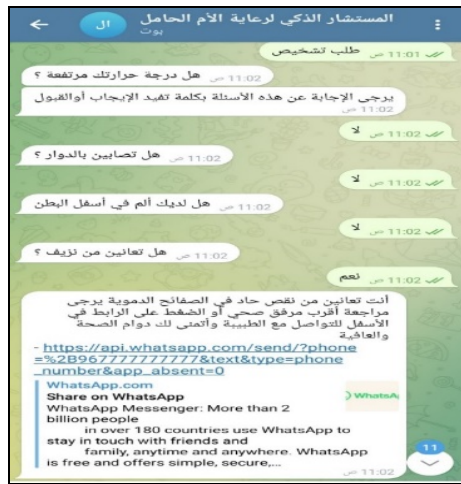 المستشار الذكي لرعاية الأم الحامل
بوت
ال
طلب تشخيص
11:01 ص
هل درجة حرارتك مرتفعة ؟
11:02 ص
يرجى الإجابة عن هذه الأسئلة بكلمة تفيد الإيجاب أوالقبول
11:02 ص
لا
11:02 ص
هل تصابين بالدوار ؟
11:02 ص
لا
11:02 ص
هل لديك ألم في أسفل البطن
11:02 ص
لا
11:02 ص
هل تعانين من نزيف ؟
11:02 ص
نعم
11:02 ص
أنت تعانين من نقص حاد في الصفائح الدموية يرجى
مراجعة أقرب مرفق صحي أو الضغط على الرابط في
الأسفل للتواصل مع الطبيبة وأتمنى لك دوام الصحة
والعافية
- https://api.whatsapp.com/send/?phone
=%2B967777777777&text&type=phone
_number&app_absent=0
WhatsApp.com
Share on WhatsApp
WhatsApp Messenger: More than 2
billion people
in over 180 countries use WhatsApp to
stay in touch with friends and
family, anytime and anywhere. WhatsApp
is free and offers simple, secure,...
WhatsA
11
11:02 ص